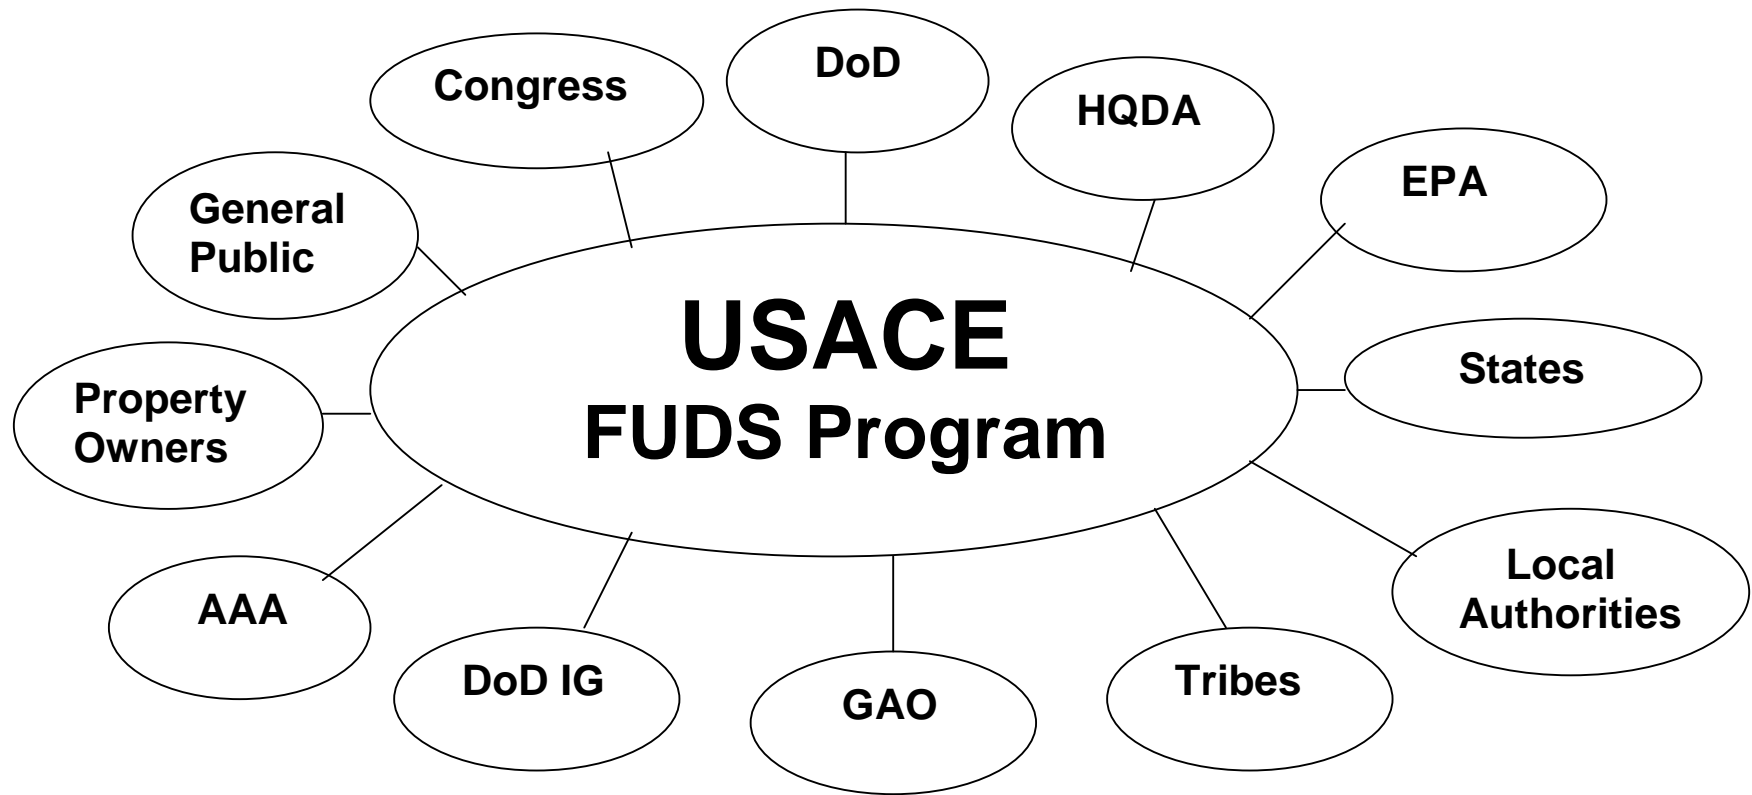 DoD
Congress
HQDA
EPA
General
Public
USACE
FUDS Program
States
Property
Owners
Local
Authorities
AAA
DoD IG
GAO
Tribes